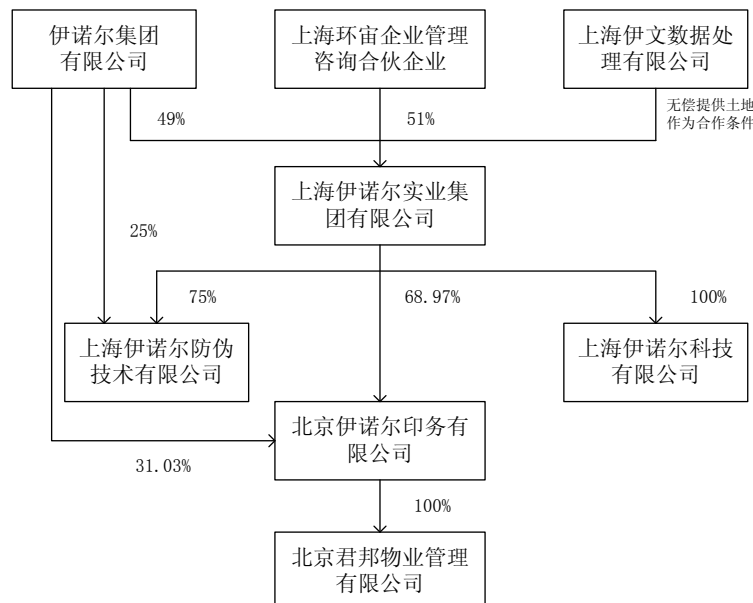 伊诺尔集团
有限公司
上海环宙企业管理
咨询合伙企业
上海伊文数据处
理有限公司
49%
51%
无偿提供土地
作为合作条件
上海伊诺尔实业集
团有限公司
25%
75%
68.97%
100%
上海伊诺尔防伪
技术有限公司
上海伊诺尔科技
有限公司
北京伊诺尔印务有
限公司
31.03%
100%
北京君邦物业管理
有限公司